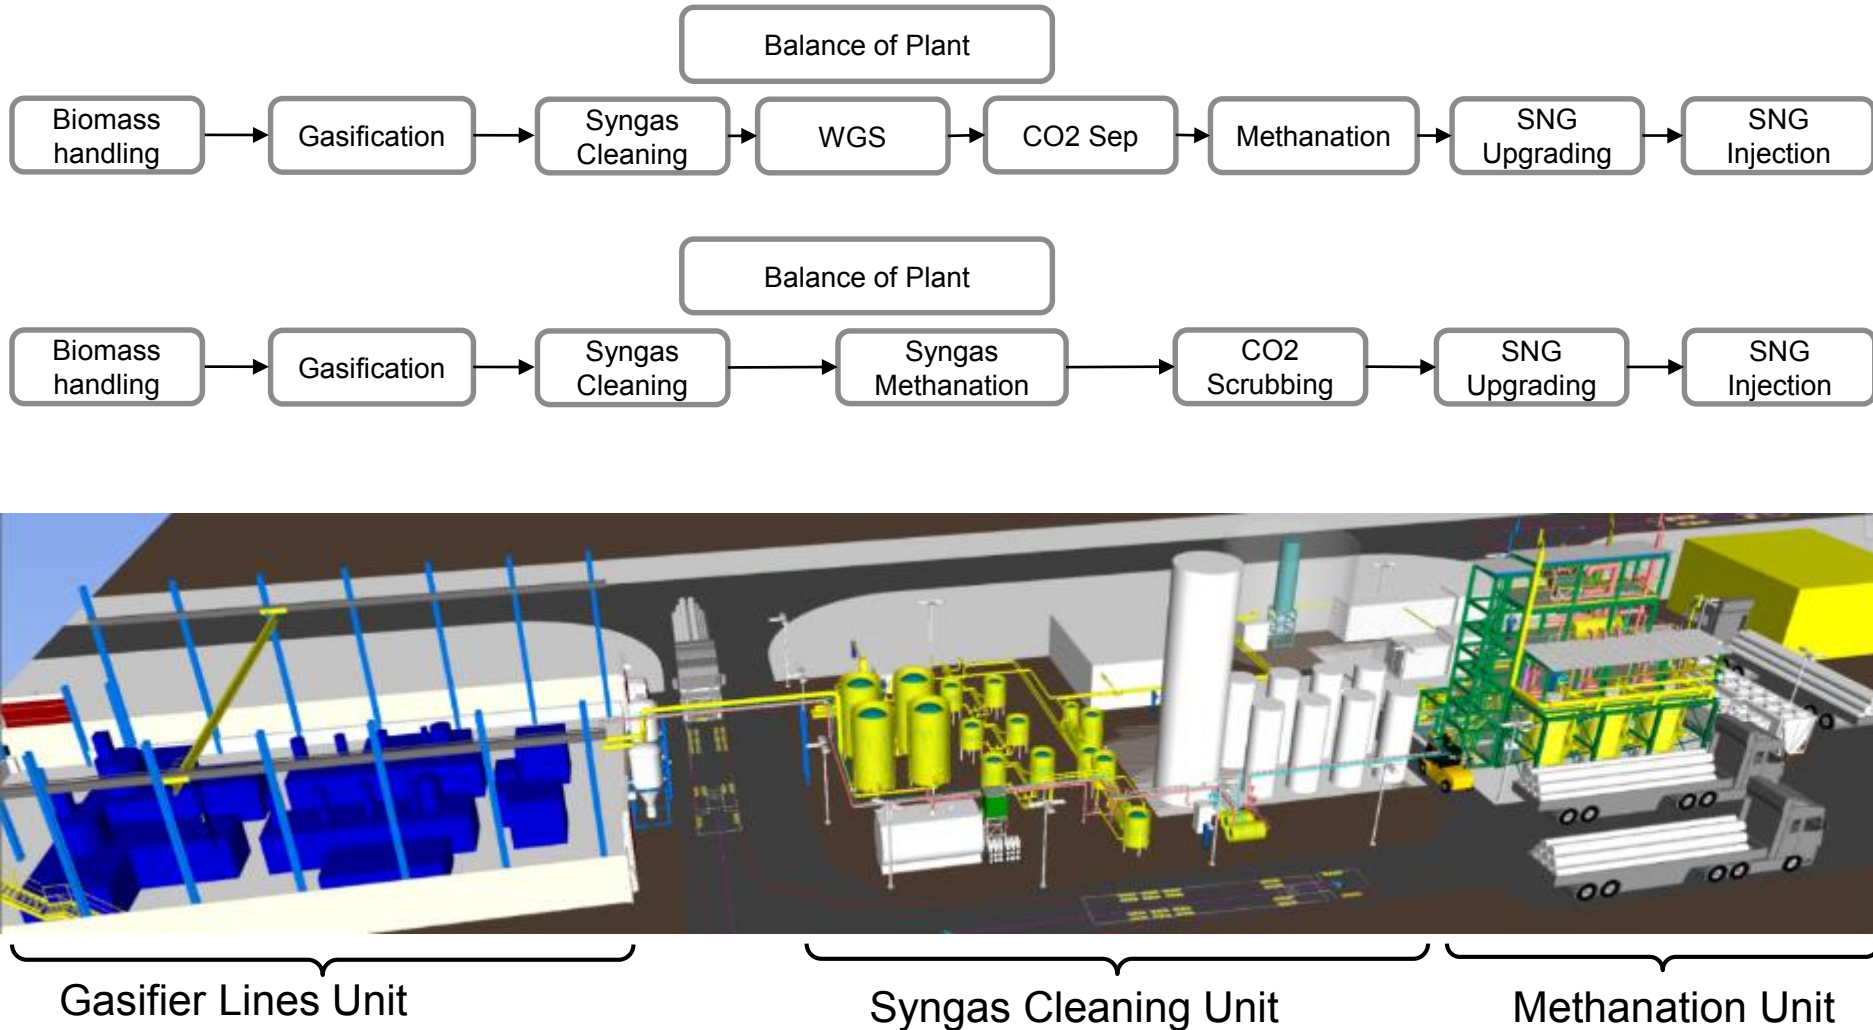 Balance of Plant
Biomass
handling
Gasification
Syngas
Cleaning
WGS
CO2 Sep
Methanation
SNG
Upgrading
SNG
Injection
Balance of Plant
Biomass
handling
Gasification
Syngas
Cleaning
Syngas
Methanation
CO2
Scrubbing
SNG
Upgrading
SNG
Injection
Gasifier Lines Unit
Syngas Cleaning Unit
Methanation Unit